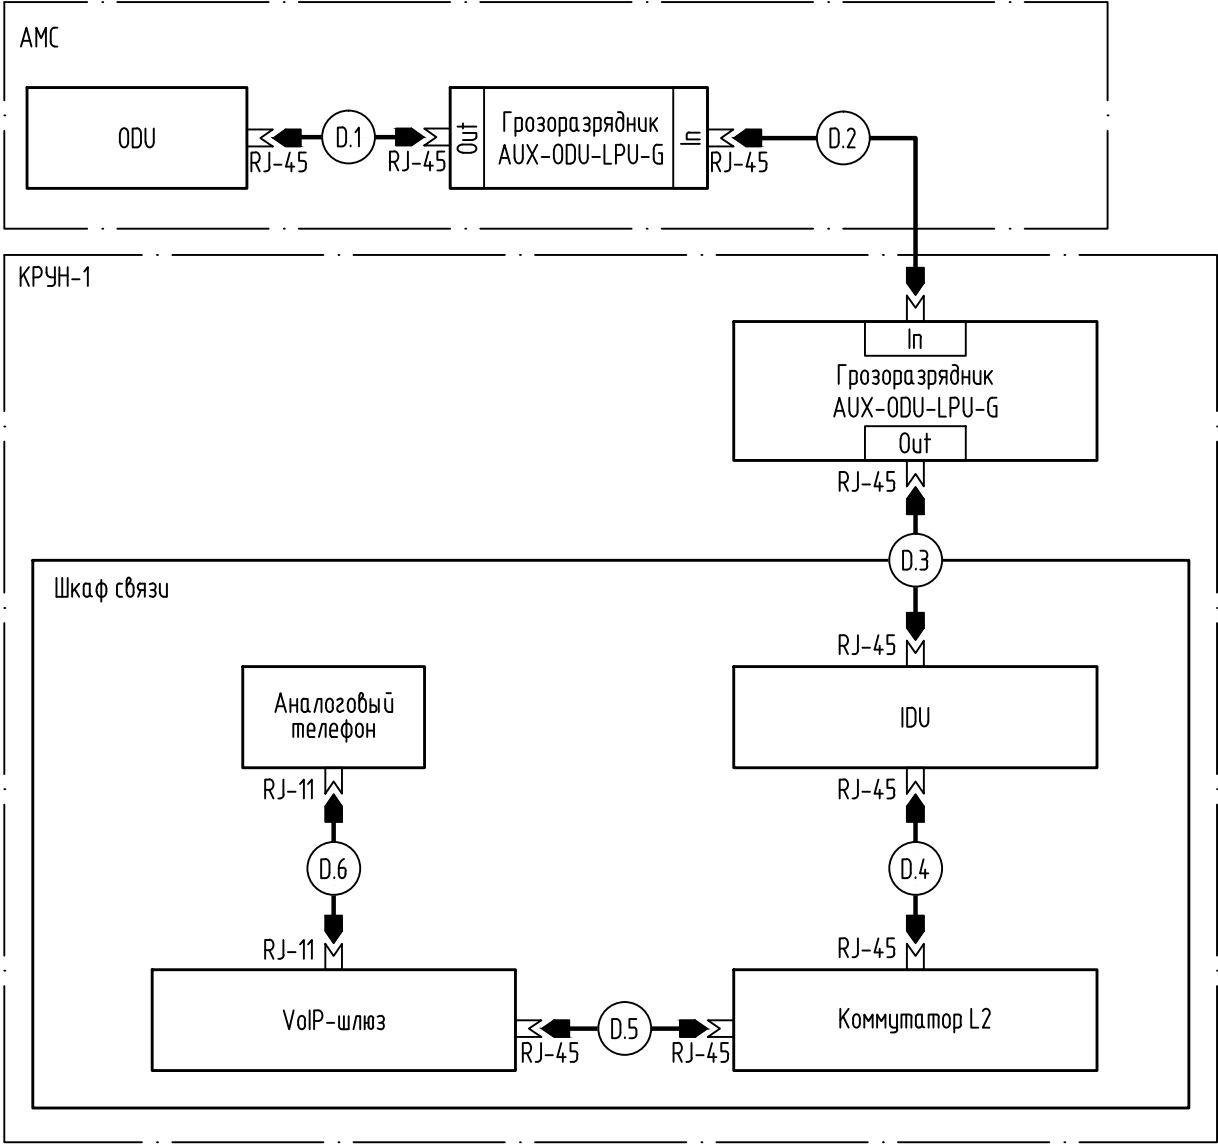 АМС
ODU
RJ-45
D.1
RJ-45
Out
Грозоразрядник
AUX-ODU-LPU-G
In
RJ-45
D.2
КРУН-1
In
Грозоразрядник
AUX-ODU-LPU-G
Out
RJ-45
D.3
Шкаф связи
RJ-45
Аналоговый
телефон
IDU
RJ-11
RJ-45
D.6
D.4
RJ-11
RJ-45
VoIP-шлюз
RJ-45
D.5
RJ-45
Коммутатор L2